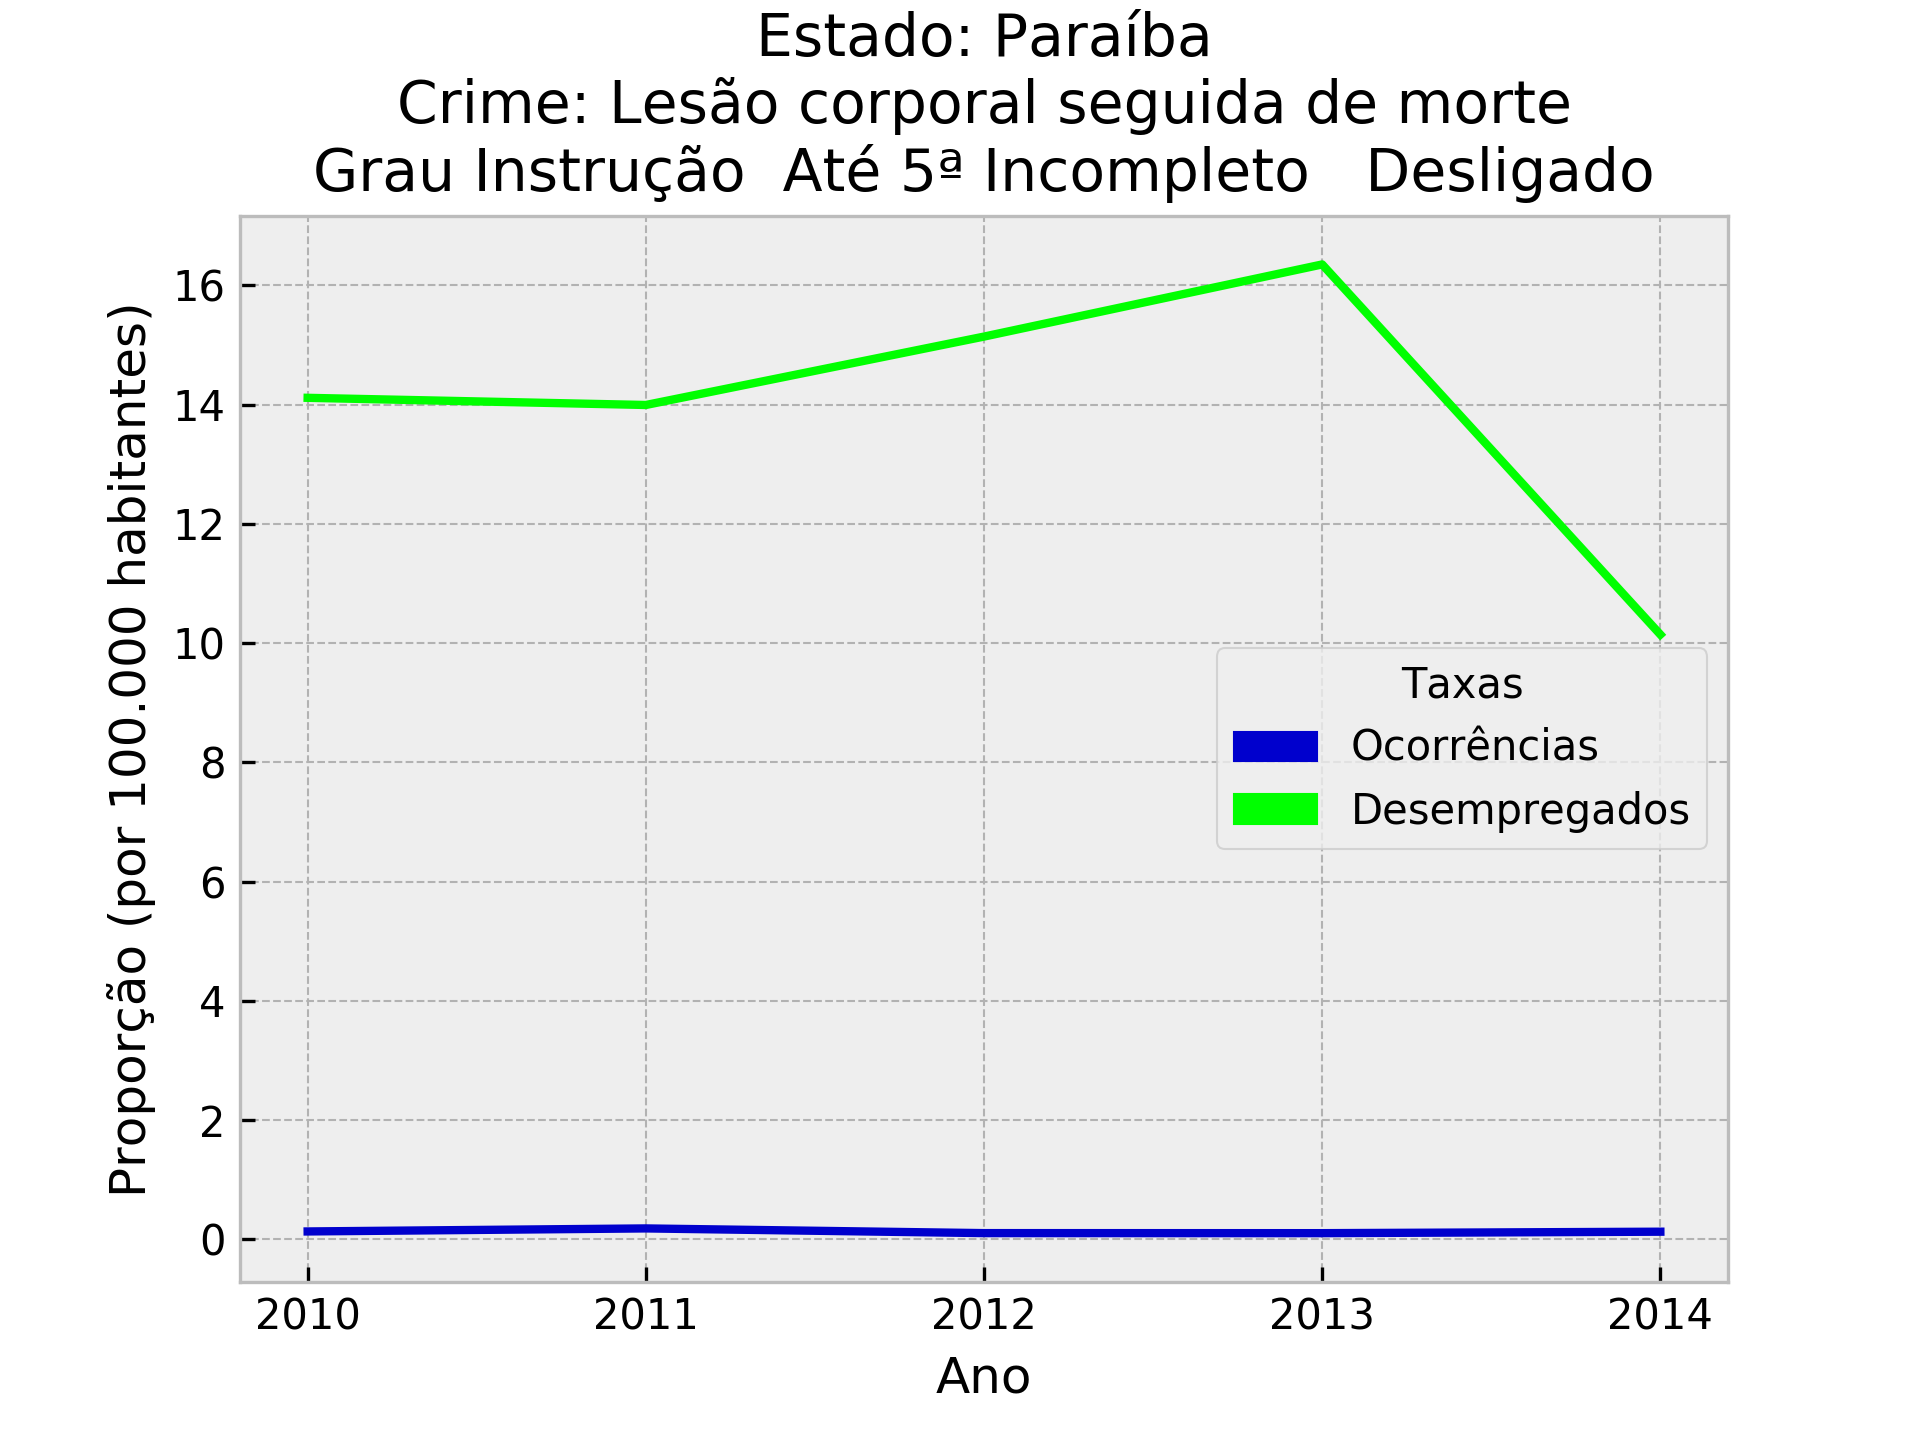 Estado: Paraíba
Crime: Lesão corporal seguida de morte
Grau Instrução  Até 5ª Incompleto   Desligado
Proporção (por 100.000 habitantes)
16
14
12
10
8
6
4
2
0
Taxas
Ocorrências
Desempregados
2010 2011 2012 2013 2014
Ano